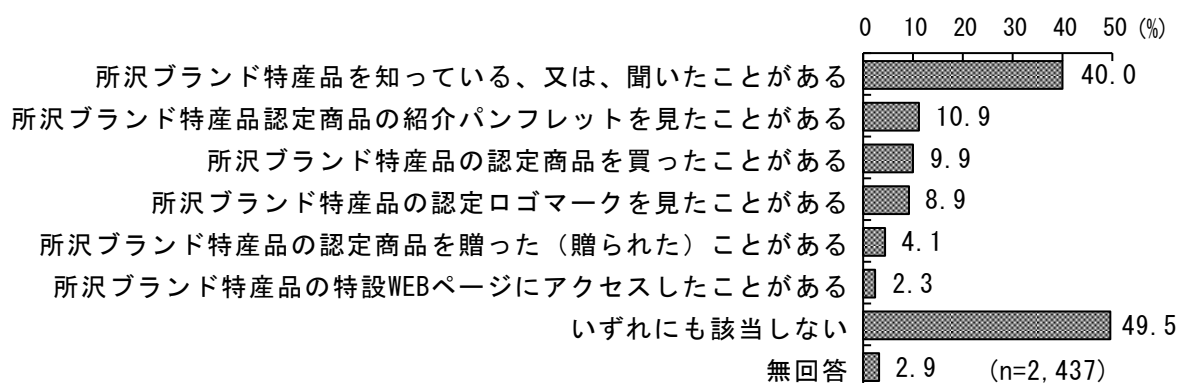 0 10 20 30 40 50 (%)
所沢ブランド特産品を知っている、又は、聞いたことがある 40.0
所沢ブランド特産品認定商品の紹介パンフレットを見たことがある 10.9
所沢ブランド特産品の認定商品を買ったことがある 9.9
所沢ブランド特産品の認定ロゴマークを見たことがある 8.9
所沢ブランド特産品の認定商品を贈った（贈られた）ことがある 4.1
所沢ブランド特産品の特設WEBページにアクセスしたことがある 2.3
いずれにも該当しない 49.5
無回答 2.9 (n=2,437)